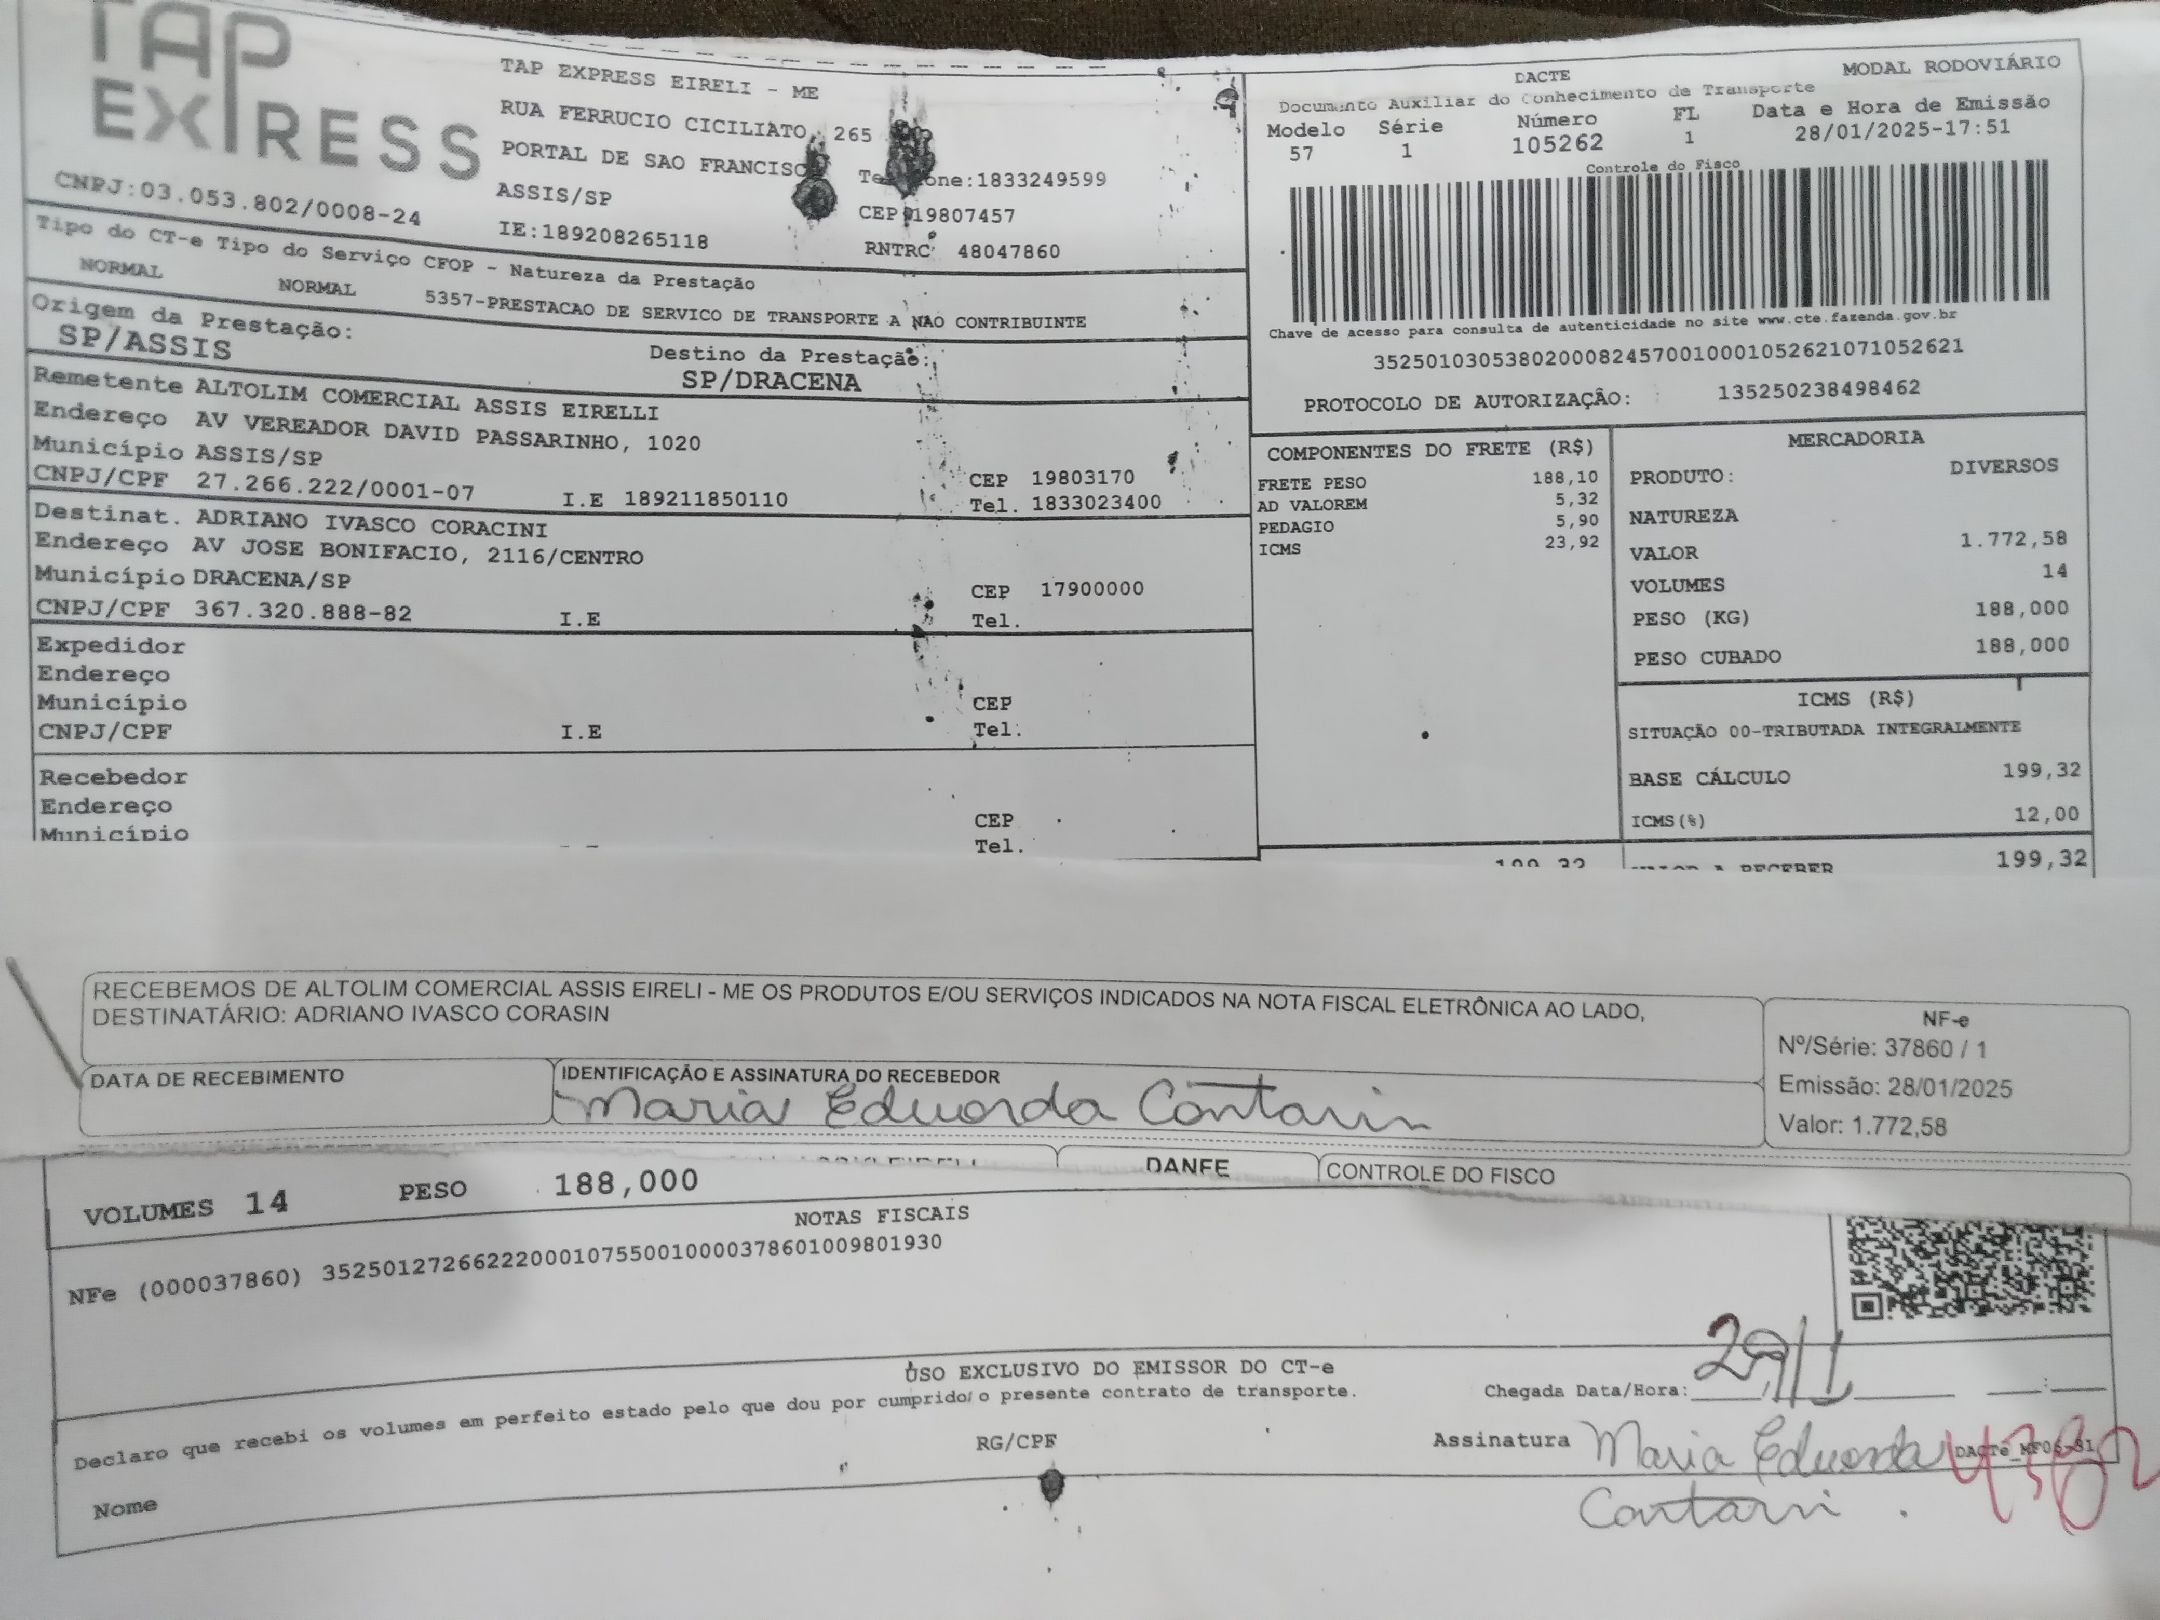 TAP
EXPRESS
CNPJ:03.053.802/0008-24
TAP EXPRESS EIRELI - ME
RUA FERRUCIO CICILIATO, 265
PORTAL DE SAO FRANCISCO
ASSIS/SP
IE:189208265118
Telefone:1833249599
CEP:19807457
RNTRC: 48047860
DACTE
MODAL RODOVIÁRIO
Documento Auxiliar do Conhecimento de Transporte
Modelo Série Número FL Data e Hora de Emissão
57 1 105262 1 28/01/2025-17:51
Controle do Fisco
Chave de acesso para consulta de autenticidade no site www.cte.fazenda.gov.br
35250103053802000824570010001052621071052621
PROTOCOLO DE AUTORIZAÇÃO: 135250238498462
Tipo do CT-e Tipo do Serviço CFOP - Natureza da Prestação
NORMAL NORMAL 5357-PRESTACAO DE SERVICO DE TRANSPORTE A NAO CONTRIBUINTE
Origem da Prestação:
SP/ASSIS
Destino da Prestação:
SP/DRACENA
Remetente ALTOLIM COMERCIAL ASSIS EIRELLI
Endereço AV VEREADOR DAVID PASSARINHO, 1020
Município ASSIS/SP CEP 19803170
CNPJ/CPF 27.266.222/0001-07 I.E 189211850110 Tel. 1833023400
Destinat. ADRIANO IVASCO CORACINI
Endereço AV JOSE BONIFACIO, 2116/CENTRO
Município DRACENA/SP CEP 17900000
CNPJ/CPF 367.320.888-82 I.E Tel.
Expedidor
Endereço
Município CEP
CNPJ/CPF I.E Tel.
Recebedor
Endereço
Município CEP
Tel.
COMPONENTES DO FRETE (R$)
FRETE PESO 188,10
AD VALOREM 5,32
PEDAGIO 5,90
ICMS 23,92
199,32
MERCADORIA
PRODUTO: DIVERSOS
NATUREZA
VALOR 1.772,58
VOLUMES 14
PESO (KG) 188,000
PESO CUBADO 188,000
ICMS (R$)
SITUAÇÃO 00-TRIBUTADA INTEGRALMENTE
BASE CÁLCULO 199,32
ICMS(%) 12,00
VALOR A RECEBER 199,32
RECEBEMOS DE ALTOLIM COMERCIAL ASSIS EIRELI - ME OS PRODUTOS E/OU SERVIÇOS INDICADOS NA NOTA FISCAL ELETRÔNICA AO LADO,
DESTINATÁRIO: ADRIANO IVASCO CORASIN
DATA DE RECEBIMENTO
IDENTIFICAÇÃO E ASSINATURA DO RECEBEDOR
Maria Eduarda Contarin
NF-e
Nº/Série: 37860 / 1
Emissão: 28/01/2025
Valor: 1.772,58
DANFE
CONTROLE DO FISCO
VOLUMES 14 PESO 188,000
NOTAS FISCAIS
NFe (000037860) 35250127266222000107550010000378601009801930
USO EXCLUSIVO DO EMISSOR DO CT-e
Declaro que recebi os volumes em perfeito estado pelo que dou por cumprido o presente contrato de transporte.
Chegada Data/Hora: 29/1
RG/CPF
Assinatura Maria Eduarda
Contarin.
Nome